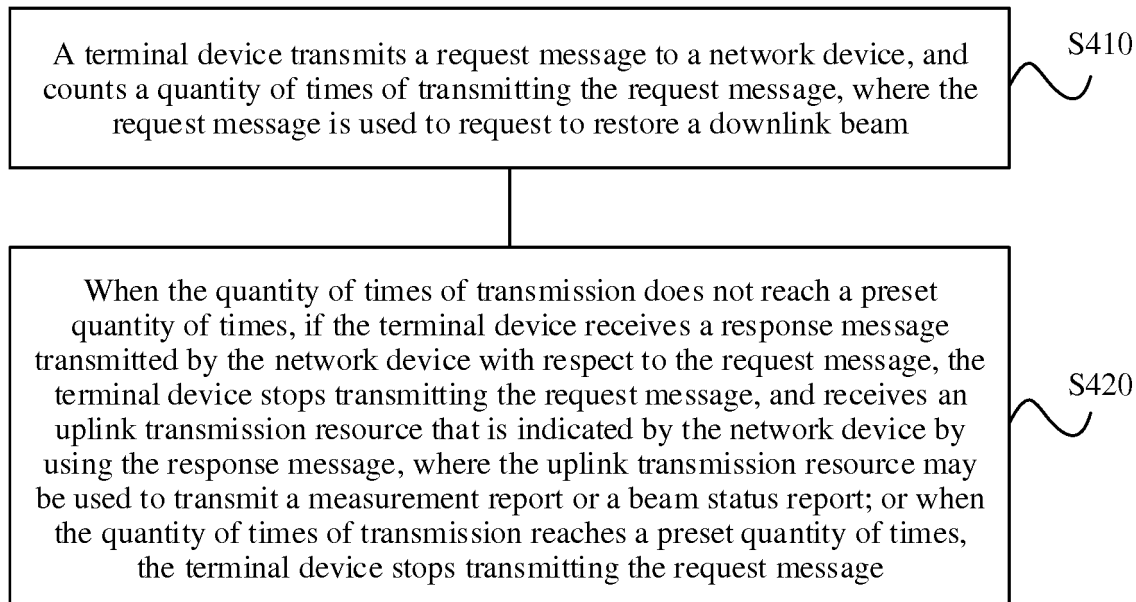 A terminal device transmits a request message to a network device, and
counts a quantity of times of transmitting the request message, where the
request message is used to request to restore a downlink beam
S410
When the quantity of times of transmission does not reach a preset
quantity of times, if the terminal device receives a response message
transmitted by the network device with respect to the request message, the
terminal device stops transmitting the request message, and receives an
uplink transmission resource that is indicated by the network device by
using the response message, where the uplink transmission resource may
be used to transmit a measurement report or a beam status report; or when
the quantity of times of transmission reaches a preset quantity of times,
the terminal device stops transmitting the request message
S420